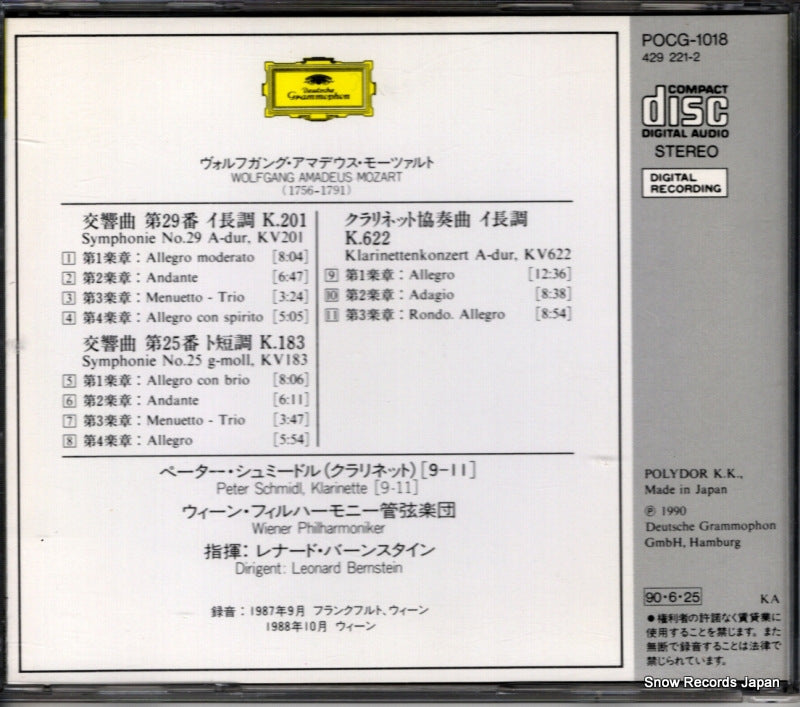 Deutsche
Grammophon
ヴォルフガング・アマデウス・モーツァルト
WOLFGANG AMADEUS MOZART
(1756-1791)
交響曲 第29番 イ長調 K.201
Symphonie No.29 A-dur, KV201
1 第1楽章：Allegro moderato [8:04]
2 第2楽章：Andante [6:47]
3 第3楽章：Menuetto - Trio [3:24]
4 第4楽章：Allegro con spirito [5:05]
交響曲 第25番 ト短調 K.183
Symphonie No.25 g-moll, KV183
5 第1楽章：Allegro con brio [8:06]
6 第2楽章：Andante [6:11]
7 第3楽章：Menuetto - Trio [3:47]
8 第4楽章：Allegro [5:54]
クラリネット協奏曲 イ長調
K.622
Klarinettenkonzert A-dur, KV622
9 第1楽章：Allegro [12:36]
10 第2楽章：Adagio [8:38]
11 第3楽章：Rondo. Allegro [8:54]
ペーター・シュミードル(クラリネット)[9-11]
Peter Schmidl, Klarinette [9-11]
ウィーン・フィルハーモニー管弦楽団
Wiener Philharmoniker
指揮：レナード・バーンスタイン
Dirigent: Leonard Bernstein
録音：1987年9月 フランクフルト、ウィーン
1988年10月 ウィーン
POCG-1018
429 221-2
COMPACT
disc
DIGITAL AUDIO
STEREO
DIGITAL
RECORDING
POLYDOR K.K.,
Made in Japan
℗ 1990
Deutsche Grammophon
GmbH, Hamburg
90・6・25 KA
●権利者の許諾なく賃貸業に
使用することを禁じます。また
無断で録音することは法律で
禁じられています。
Snow Records Japan